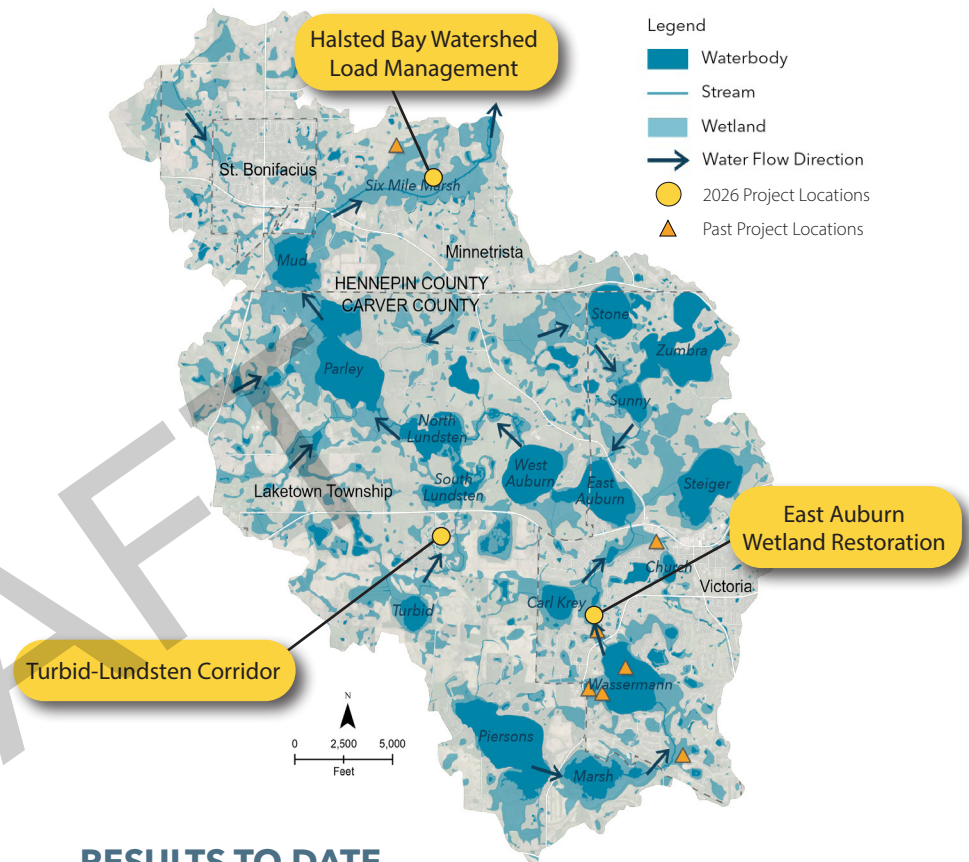 Halsted Bay Watershed
Load Management
Legend
Waterbody
Stream
Wetland
Water Flow Direction
2026 Project Locations
Past Project Locations
St. Bonifacius
Six Mile Marsh
Minnetrista
Mud
HENNEPIN COUNTY
CARVER COUNTY
Stone
Zumbra
Parley
Sunny
North
Lundsten
West
Auburn
East
Auburn
Steiger
South
Lundsten
Laketown Township
East Auburn
Wetland Restoration
Church
Victoria
Carl Krey
Turbid
Turbid-Lundsten Corridor
Wassermann
Piersons
Marsh
N
0 2,500 5,000
Feet
AFT
RESULTS TO DATE